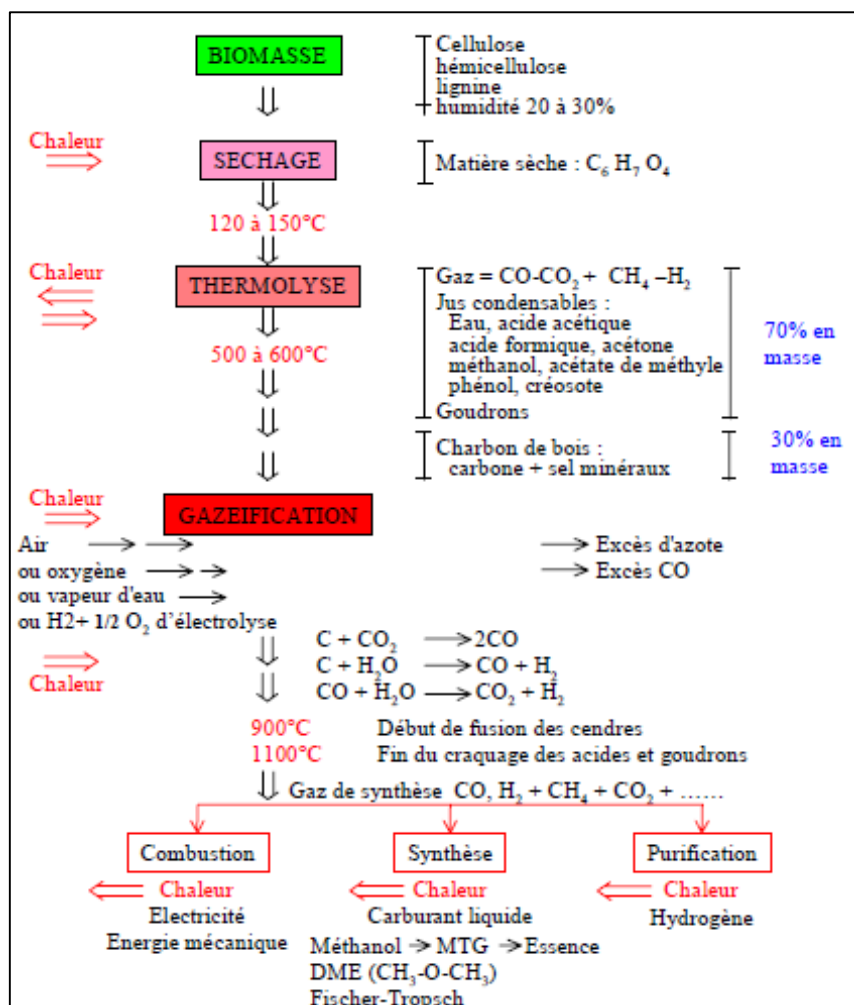 BIOMASSE
Cellulose
hémicellulose
lignine
humidité 20 à 30%
Chaleur
SECHAGE
Matière sèche : C₆ H₇ O₄
120 à 150°C
Chaleur
THERMOLYSE
Gaz = CO-CO₂ + CH₄ –H₂
Jus condensables :
Eau, acide acétique
acide formique, acétone
méthanol, acétate de méthyle
phénol, créosote
Goudrons
70% en
masse
500 à 600°C
Charbon de bois :
carbone + sel minéraux
30% en
masse
Chaleur
GAZEIFICATION
Air → → → Excès d'azote
ou oxygène → → → Excès CO
ou vapeur d'eau →
ou H2+ 1/2 O₂ d’électrolyse
Chaleur
C + CO₂ → 2CO
C + H₂O → CO + H₂
CO + H₂O → CO₂ + H₂
900°C Début de fusion des cendres
1100°C Fin du craquage des acides et goudrons
Gaz de synthèse CO, H₂ + CH₄ + CO₂ + ……
Combustion
Chaleur
Electricité
Energie mécanique
Synthèse
Chaleur
Carburant liquide
Méthanol → MTG → Essence
DME (CH₃-O-CH₃)
Fischer-Tropsch
Purification
Chaleur
Hydrogène